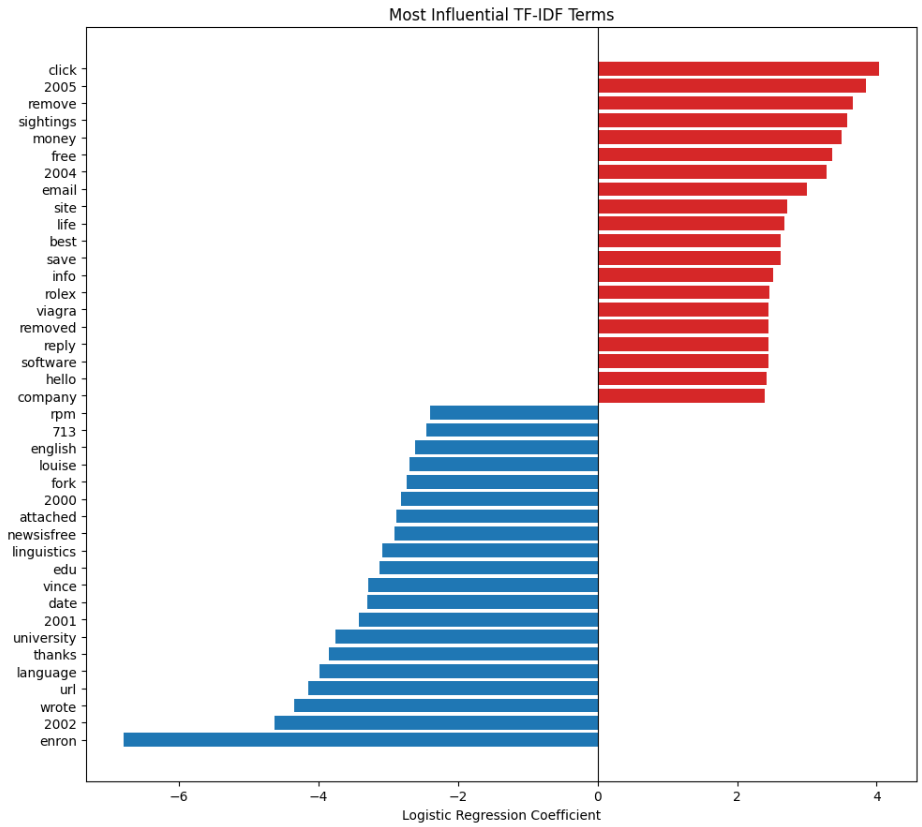 Most Influential TF-IDF Terms
click
2005
remove
sightings
money
free
2004
email
site
life
best
save
info
rolex
viagra
removed
reply
software
hello
company
rpm
713
english
louise
fork
2000
attached
newsisfree
linguistics
edu
vince
date
2001
university
thanks
language
url
wrote
2002
enron
−6 −4 −2 0 2 4
Logistic Regression Coefficient